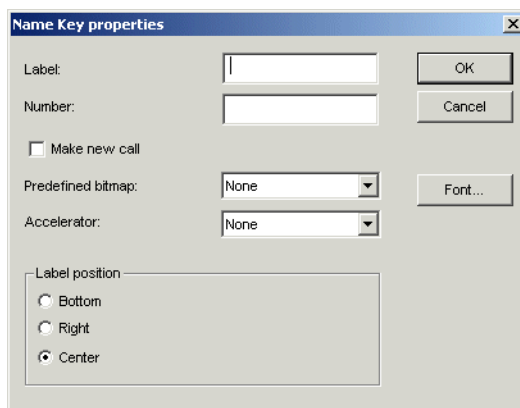 Name Key properties
Label:
OK
Number:
Cancel
Make new call
Predefined bitmap:
None
Font...
Accelerator:
None
Label position
Bottom
Right
Center